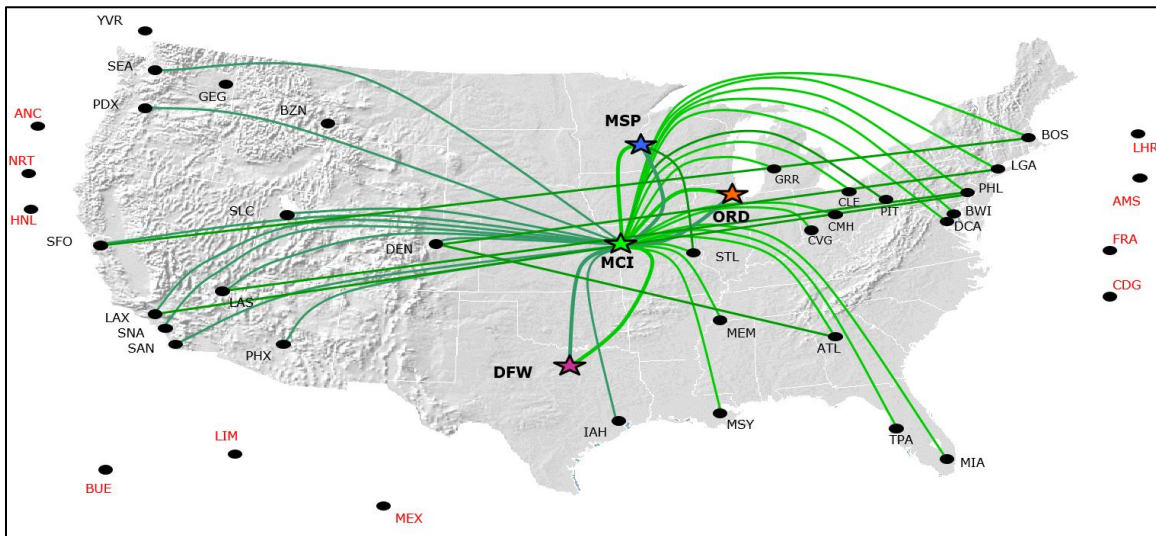 YVR
SEA
GEG
PDX
BZN
MSP
ANC
BOS
LHR
NRT
GRR
LGA
HNL
SLC
CLE
PIT
PHL
AMS
ORD
BWI
SFO
DEN
CMH
DCA
CVG
STL
MCI
FRA
CDG
LAS
LAX
SNA
MEM
SAN
PHX
ATL
DFW
MSY
IAH
TPA
LIM
MIA
BUE
MEX